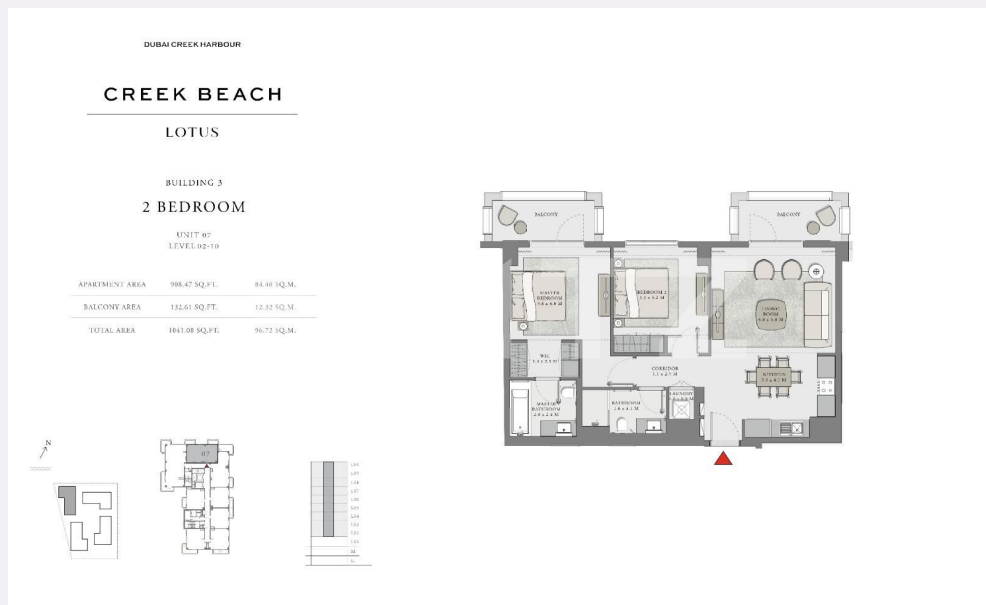 DUBAI CREEK HARBOUR
CREEK BEACH
LOTUS
BUILDING 3
2 BEDROOM
UNIT 07
LEVEL 02-10
APARTMENT AREA 908.47 SQ.FT. 84.40 SQ.M.
BALCONY AREA 132.61 SQ.FT. 12.32 SQ.M.
TOTAL AREA 1041.08 SQ.FT. 96.72 SQ.M.
BALCONY
BALCONY
MASTER
BEDROOM
BEDROOM 2
LIVING
ROOM
WIC
CORRIDOR
KITCHEN
MASTER
BATHROOM
BATHROOM
LAUNDRY
N
07